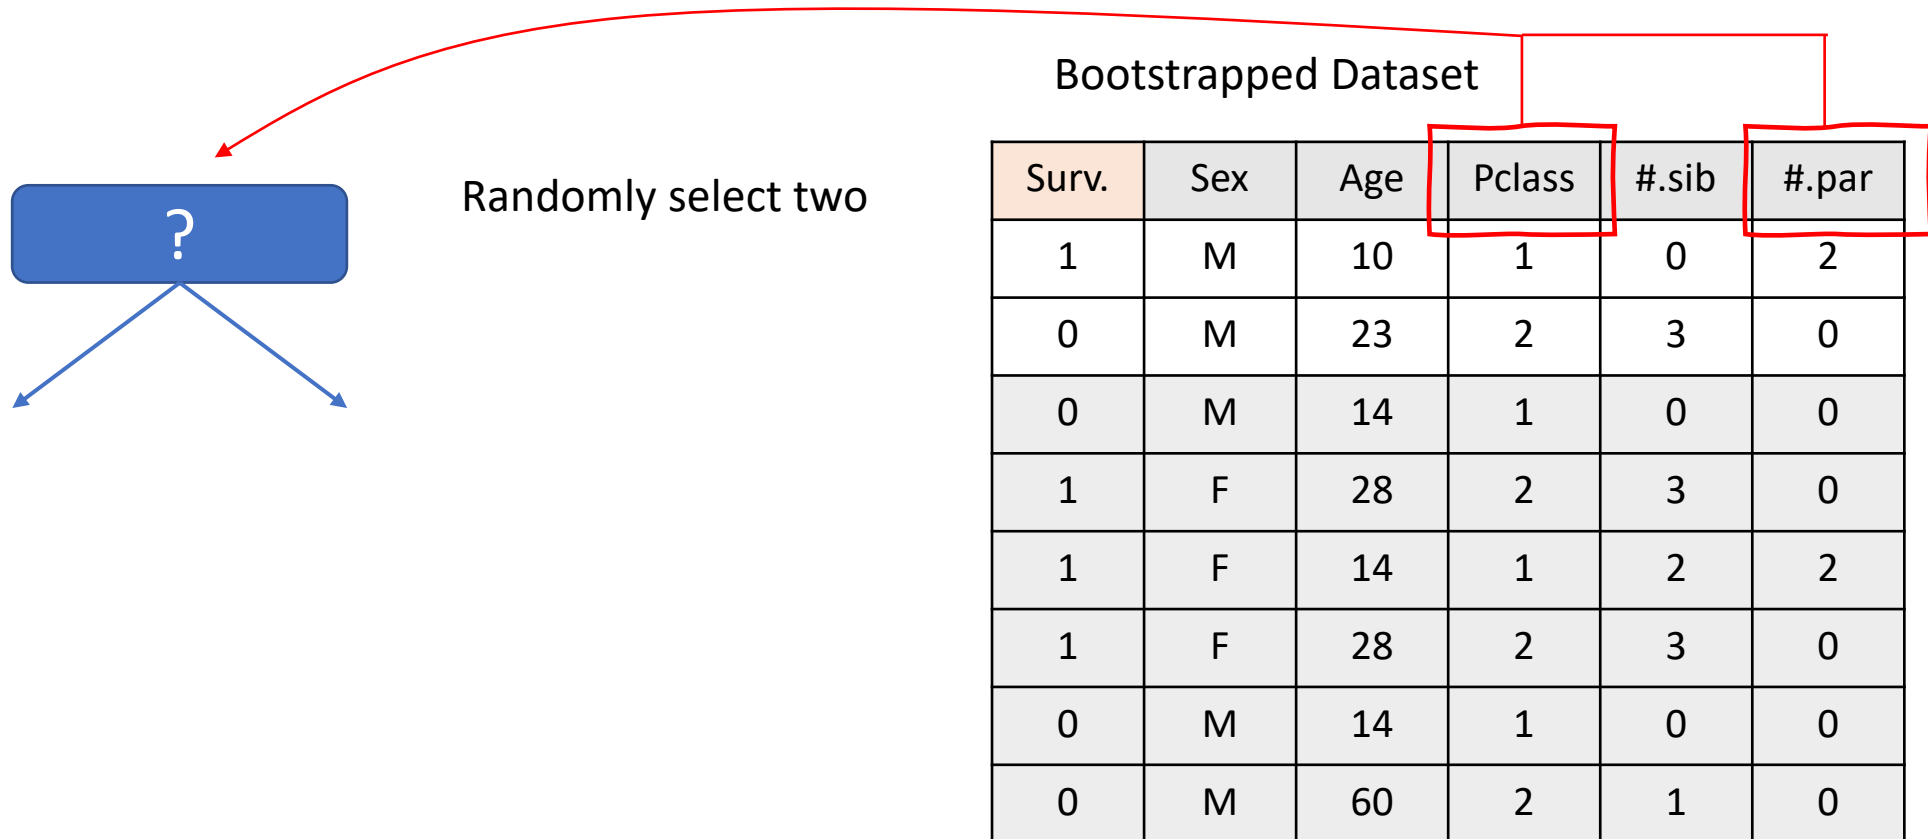 Bootstrapped Dataset
Randomly select two
?
Surv. Sex Age Pclass #.sib #.par
1 M 10 1 0 2
0 M 23 2 3 0
0 M 14 1 0 0
1 F 28 2 3 0
1 F 14 1 2 2
1 F 28 2 3 0
0 M 14 1 0 0
0 M 60 2 1 0